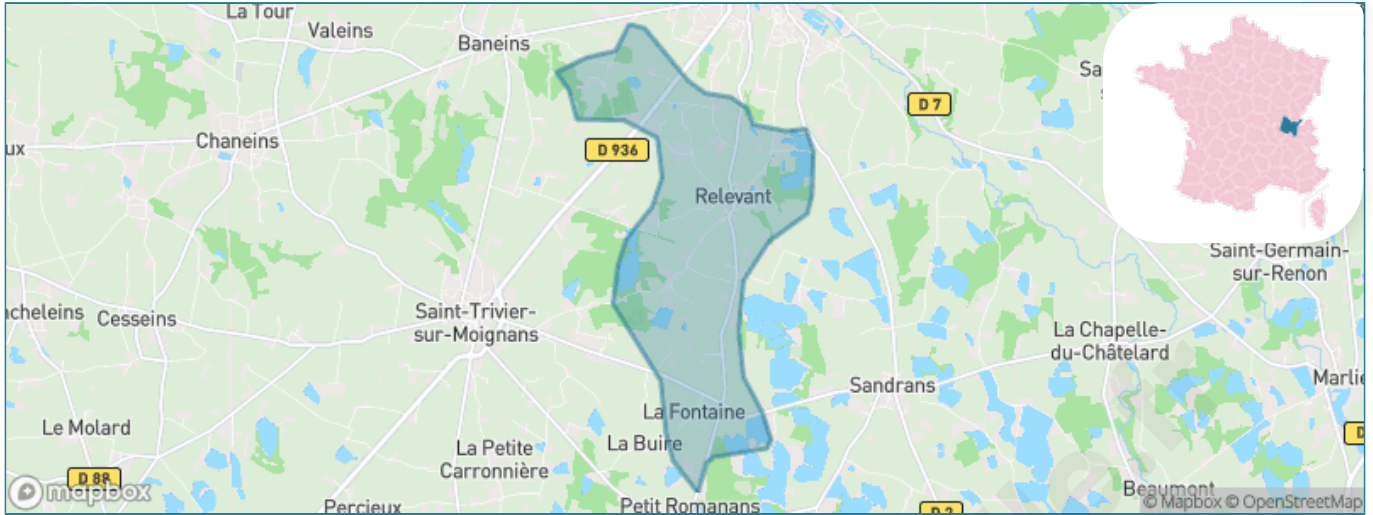 La Tour
Valeins
Baneins
Sa
D 7
Chaneins
ux
D 936
Relevant
Saint-Germain-
sur-Renon
Saint-Trivier-
sur-Moignans
cheleins
Cesseins
La Chapelle-
du-Châtelard
Marlie
Sandrans
La Fontaine
Le Molard
La Buire
La Petite
Carronnière
D 88
mapbox
Percieux
Petit Romanans
D 2
Beaumont
© Mapbox © OpenStreetMap